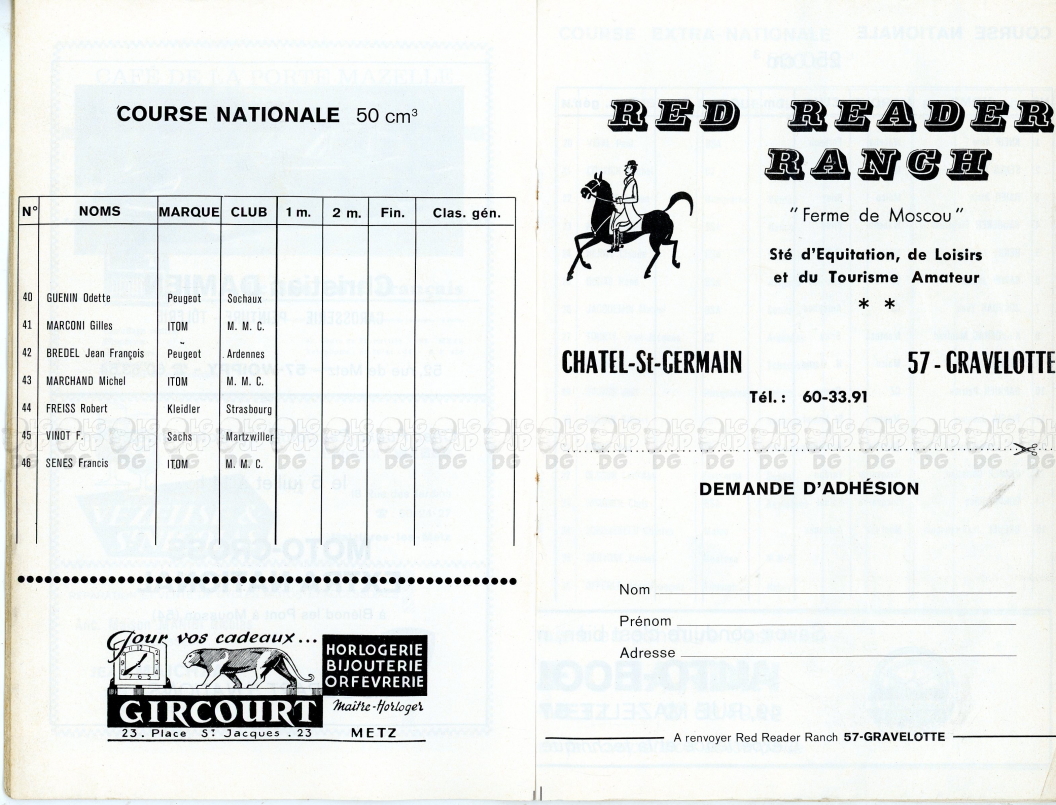 COURSE NATIONALE 50 cm³
N° NOMS MARQUE CLUB 1 m. 2 m. Fin. Clas. gén.
40 GUENIN Odette Peugeot Sochaux
41 MARCONI Gilles ITOM M. M. C.
42 BREDEL Jean François Peugeot Ardennes
43 MARCHAND Michel ITOM M. M. C.
44 FREISS Robert Kleidler Strasbourg
45 VINOT F. Sachs Martzwiller
46 SENES Francis ITOM M. M. C.
Pour vos cadeaux...
HORLOGERIE
BIJOUTERIE
ORFEVRERIE
Maître-Horloger
GIRCOURT
23. Place St Jacques . 23 METZ
RED READER
RANCH
"Ferme de Moscou"
Sté d'Equitation, de Loisirs
et du Tourisme Amateur
* *
CHATEL-St-GERMAIN 57 - GRAVELOTTE
Tél. : 60-33.91
DEMANDE D'ADHÉSION
Nom
Prénom
Adresse
A renvoyer Red Reader Ranch 57-GRAVELOTTE